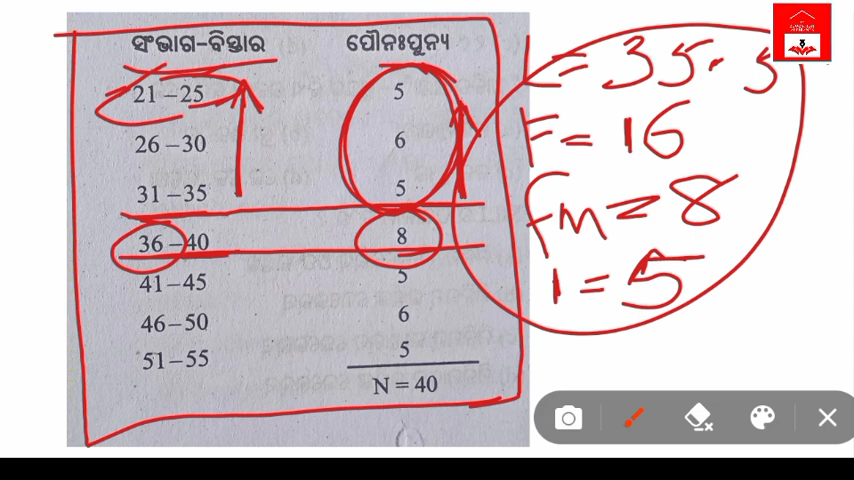 ସଂଭାଗ-ବିସ୍ତାର ପୌନଃପୁନ୍ୟ
21-25 5
26-30 6
31-35 5
36-40 8
41-45 5
46-50 6
51-55 5
N = 40
L = 35.5
F = 16
fm = 8
i = 5